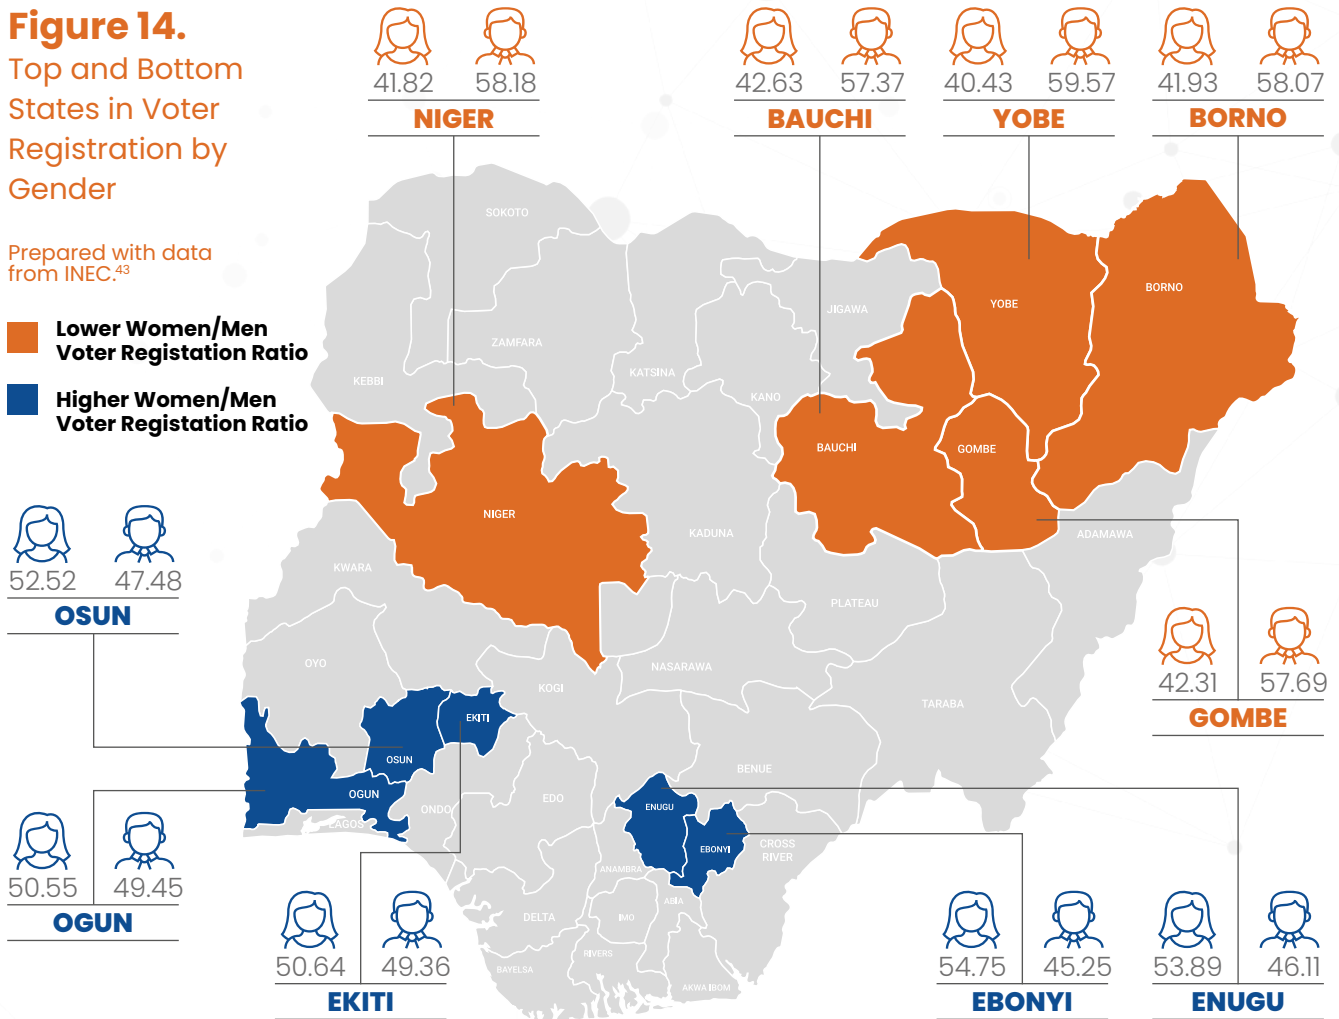 Figure 14.
Top and Bottom
States in Voter
Registration by
Gender
Prepared with data
from INEC.43
Lower Women/Men
Voter Registation Ratio
Higher Women/Men
Voter Registation Ratio
41.82 58.18
NIGER
42.63 57.37
BAUCHI
40.43 59.57
YOBE
41.93 58.07
BORNO
52.52 47.48
OSUN
50.55 49.45
OGUN
50.64 49.36
EKITI
54.75 45.25
EBONYI
53.89 46.11
ENUGU
42.31 57.69
GOMBE
SOKOTO
KEBBI
ZAMFARA
KATSINA
JIGAWA
KANO
YOBE
BORNO
BAUCHI
GOMBE
NIGER
KADUNA
ADAMAWA
KWARA
PLATEAU
OYO
NASARAWA
KOGI
TARABA
EKITI
OSUN
BENUE
OGUN
ONDO
EDO
LAGOS
ENUGU
EBONYI
CROSS
RIVER
ANAMBRA
ABIA
DELTA
IMO
RIVERS
BAYELSA
AKWA IBOM